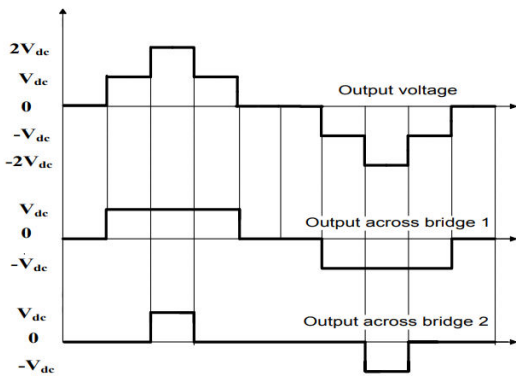 2Vdc
Vdc
0
-Vdc
-2Vdc
Output voltage
Vdc
0
-Vdc
Output across bridge 1
Vdc
0
-Vdc
Output across bridge 2